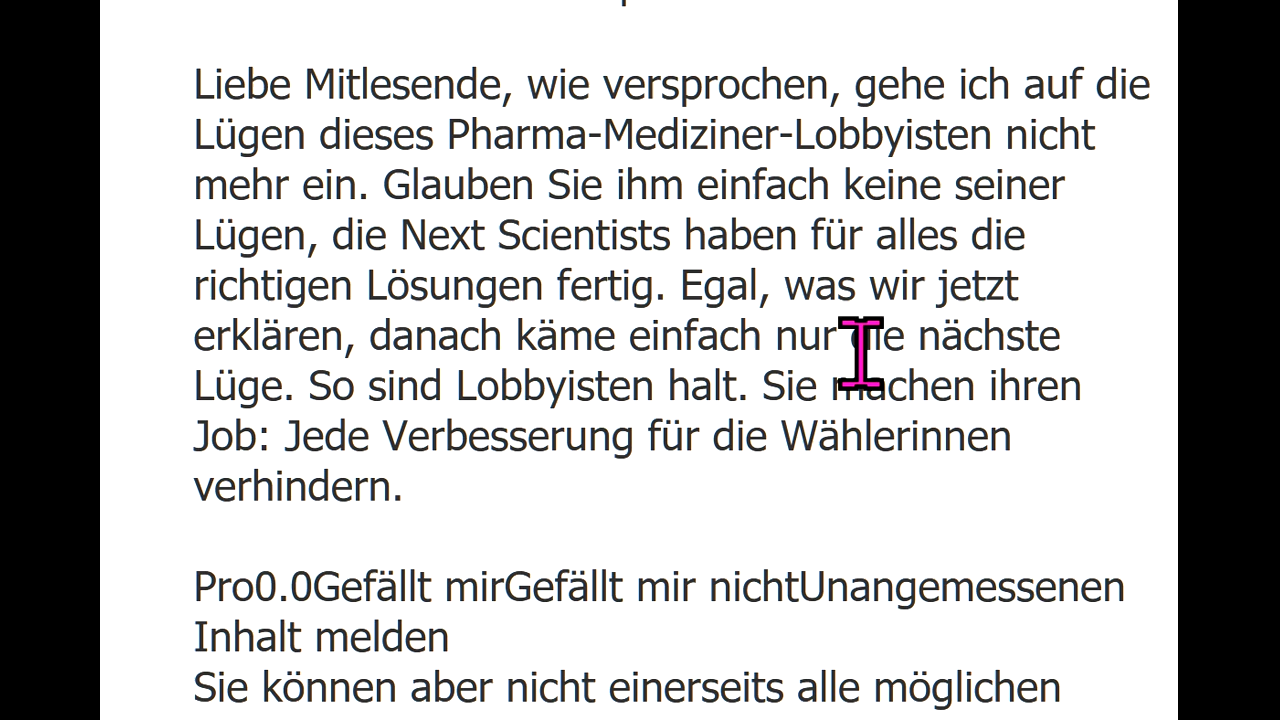 Liebe Mitlesende, wie versprochen, gehe ich auf die
Lügen dieses Pharma-Mediziner-Lobbyisten nicht
mehr ein. Glauben Sie ihm einfach keine seiner
Lügen, die Next Scientists haben für alles die
richtigen Lösungen fertig. Egal, was wir jetzt
erklären, danach käme einfach nur die nächste
Lüge. So sind Lobbyisten halt. Sie machen ihren
Job: Jede Verbesserung für die Wählerinnen
verhindern.
Pro0.0Gefällt mirGefällt mir nichtUnangemessenen
Inhalt melden
Sie können aber nicht einerseits alle möglichen